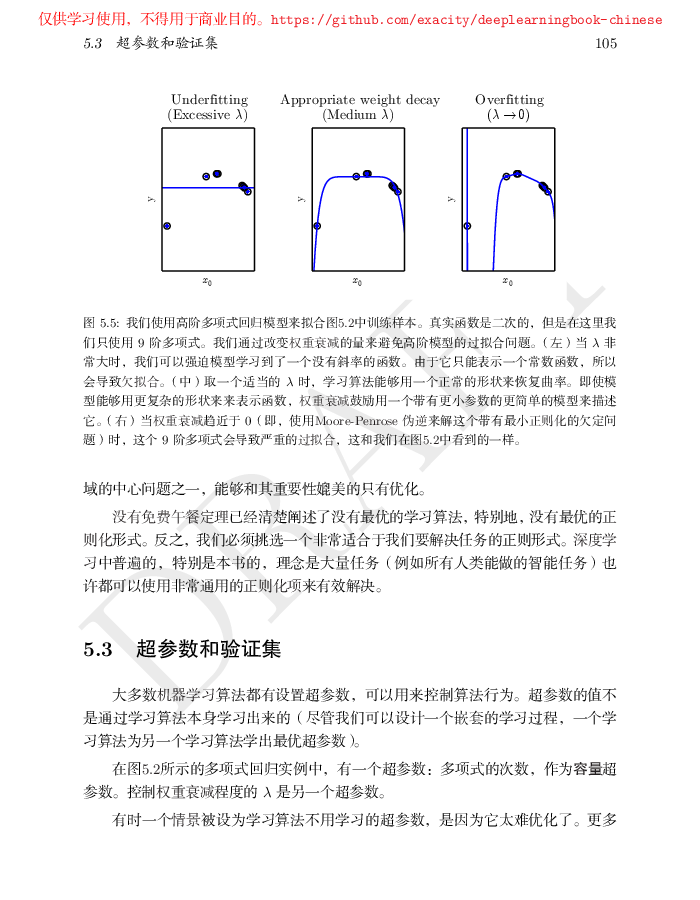 仅供学习使用，不得用于商业目的。https://github.com/exacity/deeplearningbook-chinese
5.3 超参数和验证集 105
Underfitting
(Excessive λ)
Appropriate weight decay
(Medium λ)
Overfitting
(λ → 0)
y
x₀
y
x₀
y
x₀
图 5.5: 我们使用高阶多项式回归模型来拟合图5.2中训练样本。真实函数是二次的，但是在这里我
们只使用 9 阶多项式。我们通过改变权重衰减的量来避免高阶模型的过拟合问题。（左）当 λ 非
常大时，我们可以强迫模型学习到了一个没有斜率的函数。由于它只能表示一个常数函数，所以
会导致欠拟合。（中）取一个适当的 λ 时，学习算法能够用一个正常的形状来恢复曲率。即使模
型能够用更复杂的形状来来表示函数，权重衰减鼓励用一个带有更小参数的更简单的模型来描述
它。（右）当权重衰减趋近于 0（即，使用Moore-Penrose 伪逆来解这个带有最小正则化的欠定问
题）时，这个 9 阶多项式会导致严重的过拟合，这和我们在图5.2中看到的一样。
域的中心问题之一，能够和其重要性媲美的只有优化。
没有免费午餐定理已经清楚阐述了没有最优的学习算法，特别地，没有最优的正
则化形式。反之，我们必须挑选一个非常适合于我们要解决任务的正则形式。深度学
习中普遍的，特别是本书的，理念是大量任务（例如所有人类能做的智能任务）也
许都可以使用非常通用的正则化项来有效解决。
5.3 超参数和验证集
大多数机器学习算法都有设置超参数，可以用来控制算法行为。超参数的值不
是通过学习算法本身学习出来的（尽管我们可以设计一个嵌套的学习过程，一个学
习算法为另一个学习算法学出最优超参数）。
在图5.2所示的多项式回归实例中，有一个超参数：多项式的次数，作为容量超
参数。控制权重衰减程度的 λ 是另一个超参数。
有时一个情景被设为学习算法不用学习的超参数，是因为它太难优化了。更多
DRAFT